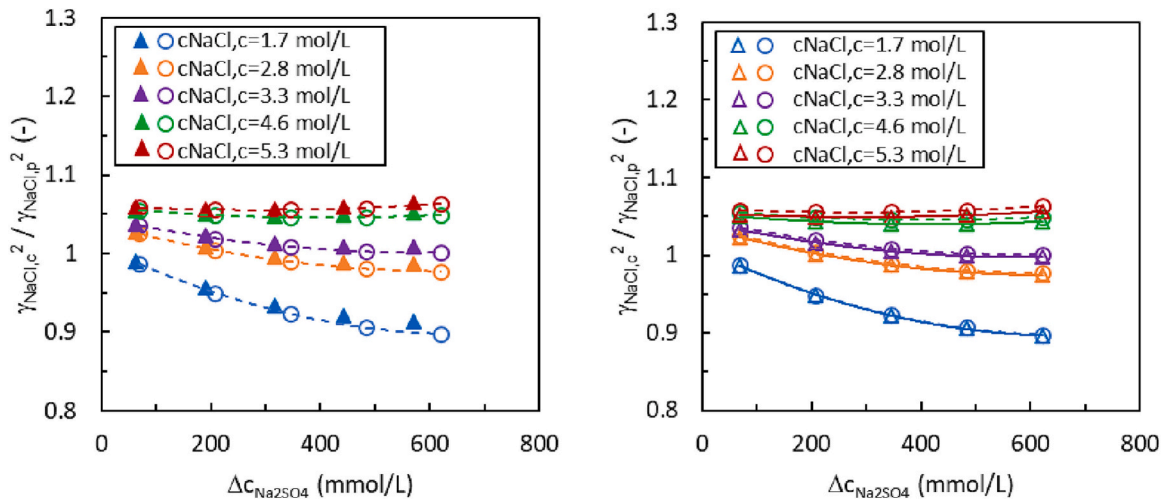 1.3
1.2
1.1
1
0.9
0.8
γNaCl,c² / γNaCl,p² (-)
cNaCl,c=1.7 mol/L
cNaCl,c=2.8 mol/L
cNaCl,c=3.3 mol/L
cNaCl,c=4.6 mol/L
cNaCl,c=5.3 mol/L
0 200 400 600 800
ΔcNa2SO4 (mmol/L)
1.3
1.2
1.1
1
0.9
0.8
γNaCl,c² / γNaCl,p² (-)
cNaCl,c=1.7 mol/L
cNaCl,c=2.8 mol/L
cNaCl,c=3.3 mol/L
cNaCl,c=4.6 mol/L
cNaCl,c=5.3 mol/L
0 200 400 600 800
ΔcNa2SO4 (mmol/L)